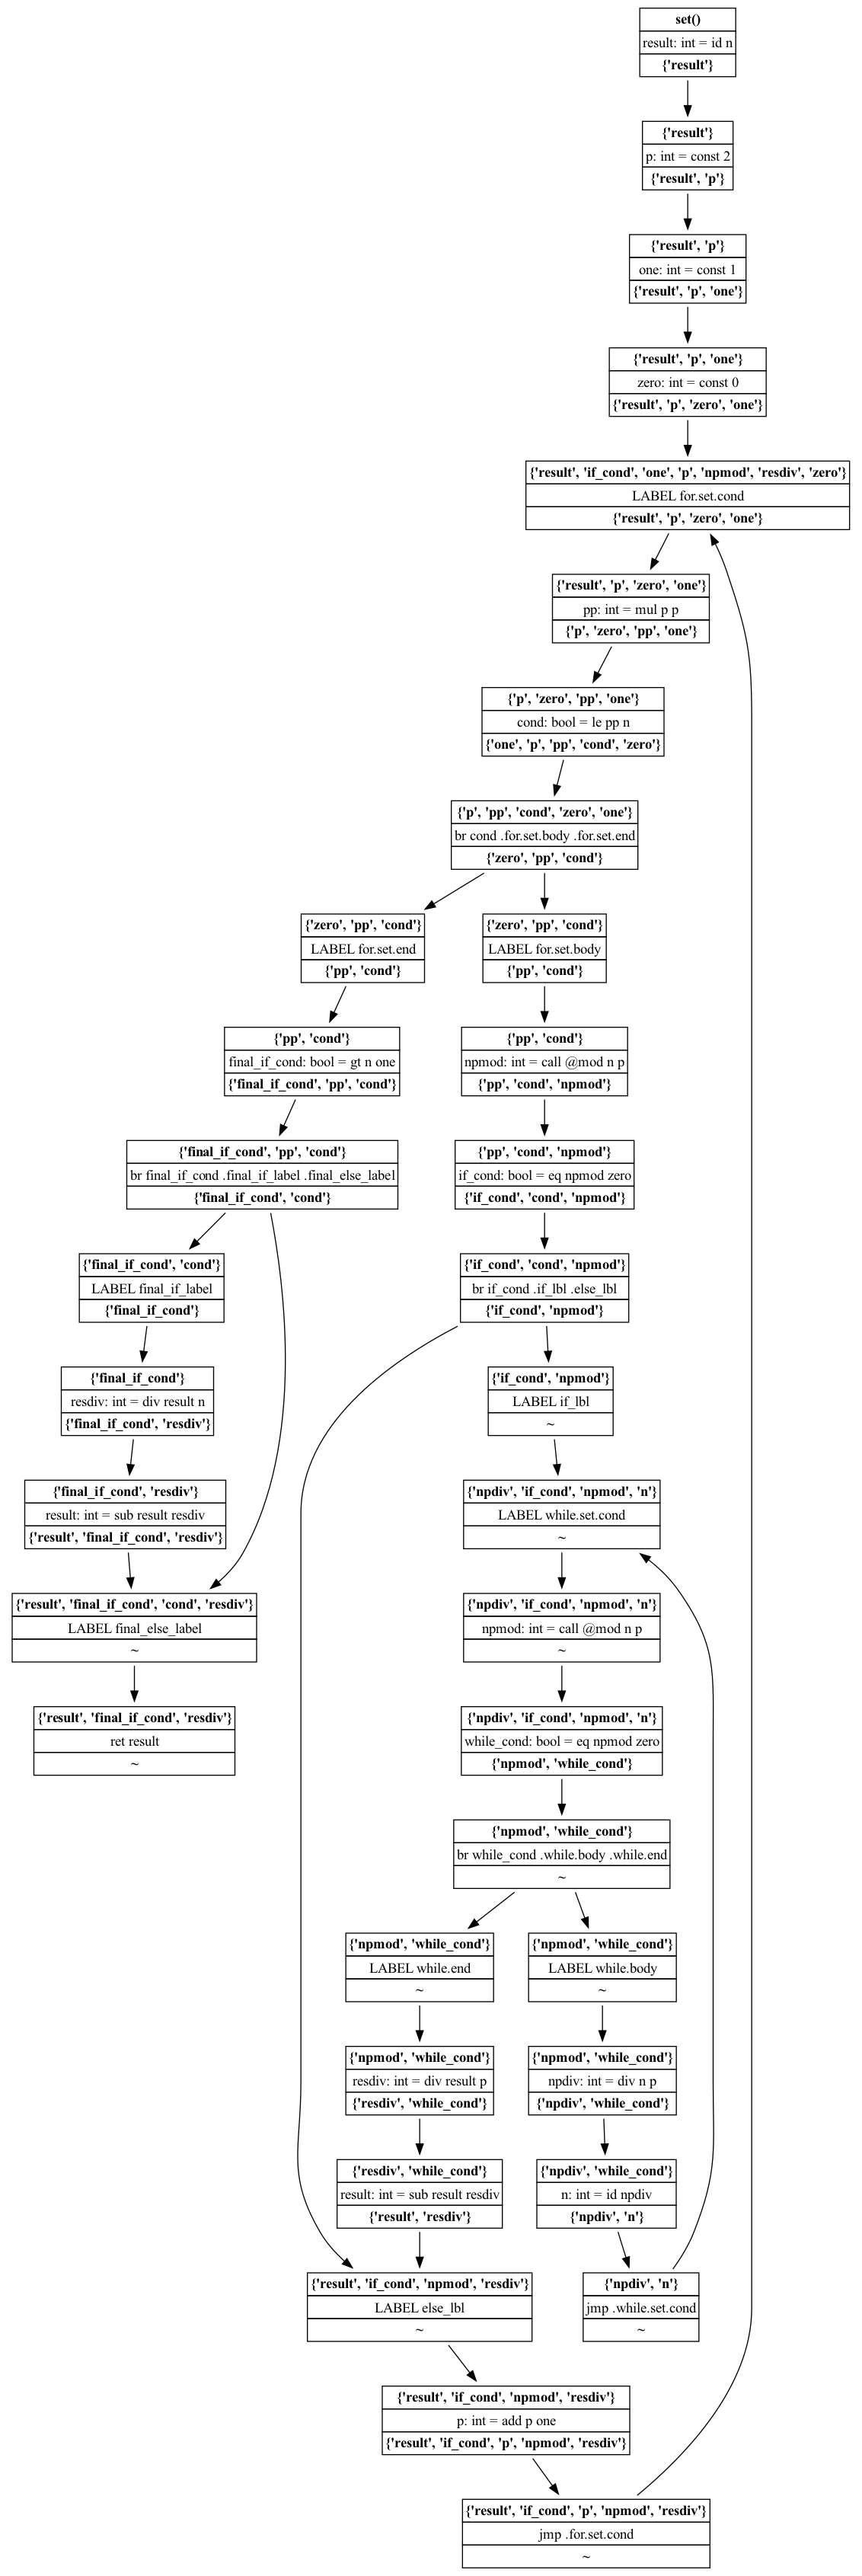 set()
result: int = id n
{'result'}
{'result'}
p: int = const 2
{'result', 'p'}
{'result', 'p'}
one: int = const 1
{'result', 'p', 'one'}
{'result', 'p', 'one'}
zero: int = const 0
{'result', 'p', 'zero', 'one'}
{'result', 'if_cond', 'one', 'p', 'npmod', 'resdiv', 'zero'}
LABEL for.set.cond
{'result', 'p', 'zero', 'one'}
{'result', 'p', 'zero', 'one'}
pp: int = mul p p
{'p', 'zero', 'pp', 'one'}
{'p', 'zero', 'pp', 'one'}
cond: bool = le pp n
{'one', 'p', 'pp', 'cond', 'zero'}
{'p', 'pp', 'cond', 'zero', 'one'}
br cond .for.set.body .for.set.end
{'zero', 'pp', 'cond'}
{'zero', 'pp', 'cond'}
LABEL for.set.end
{'pp', 'cond'}
{'zero', 'pp', 'cond'}
LABEL for.set.body
{'pp', 'cond'}
{'pp', 'cond'}
final_if_cond: bool = gt n one
{'final_if_cond', 'pp', 'cond'}
{'pp', 'cond'}
npmod: int = call @mod n p
{'pp', 'cond', 'npmod'}
{'final_if_cond', 'pp', 'cond'}
br final_if_cond .final_if_label .final_else_label
{'final_if_cond', 'cond'}
{'pp', 'cond', 'npmod'}
if_cond: bool = eq npmod zero
{'if_cond', 'cond', 'npmod'}
{'final_if_cond', 'cond'}
LABEL final_if_label
{'final_if_cond'}
{'if_cond', 'cond', 'npmod'}
br if_cond .if_lbl .else_lbl
{'if_cond', 'npmod'}
{'final_if_cond'}
resdiv: int = div result n
{'final_if_cond', 'resdiv'}
{'if_cond', 'npmod'}
LABEL if_lbl
~
{'final_if_cond', 'resdiv'}
result: int = sub result resdiv
{'result', 'final_if_cond', 'resdiv'}
{'npdiv', 'if_cond', 'npmod', 'n'}
LABEL while.set.cond
~
{'result', 'final_if_cond', 'cond', 'resdiv'}
LABEL final_else_label
~
{'npdiv', 'if_cond', 'npmod', 'n'}
npmod: int = call @mod n p
~
{'result', 'final_if_cond', 'resdiv'}
ret result
~
{'npdiv', 'if_cond', 'npmod', 'n'}
while_cond: bool = eq npmod zero
{'npmod', 'while_cond'}
{'npmod', 'while_cond'}
br while_cond .while.body .while.end
~
{'npmod', 'while_cond'}
LABEL while.end
~
{'npmod', 'while_cond'}
LABEL while.body
~
{'npmod', 'while_cond'}
resdiv: int = div result p
{'resdiv', 'while_cond'}
{'npmod', 'while_cond'}
npdiv: int = div n p
{'npdiv', 'while_cond'}
{'resdiv', 'while_cond'}
result: int = sub result resdiv
{'result', 'resdiv'}
{'npdiv', 'while_cond'}
n: int = id npdiv
{'npdiv', 'n'}
{'result', 'if_cond', 'npmod', 'resdiv'}
LABEL else_lbl
~
{'npdiv', 'n'}
jmp .while.set.cond
~
{'result', 'if_cond', 'npmod', 'resdiv'}
p: int = add p one
{'result', 'if_cond', 'p', 'npmod', 'resdiv'}
{'result', 'if_cond', 'p', 'npmod', 'resdiv'}
jmp .for.set.cond
~